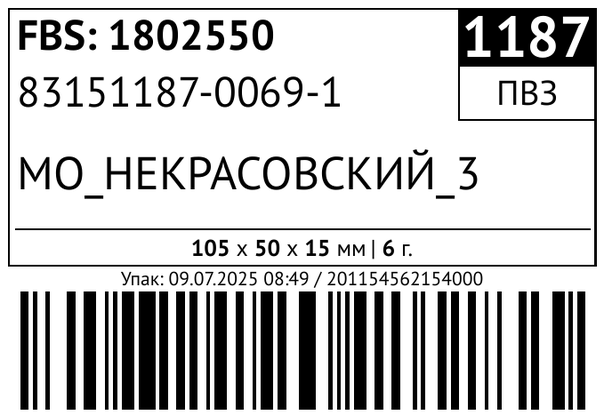 FBS: 1802550
1187
83151187-0069-1
ПВЗ
МО_НЕКРАСОВСКИЙ_3
105 x 50 x 15 мм | 6 г.
Упак: 09.07.2025 08:49 / 201154562154000